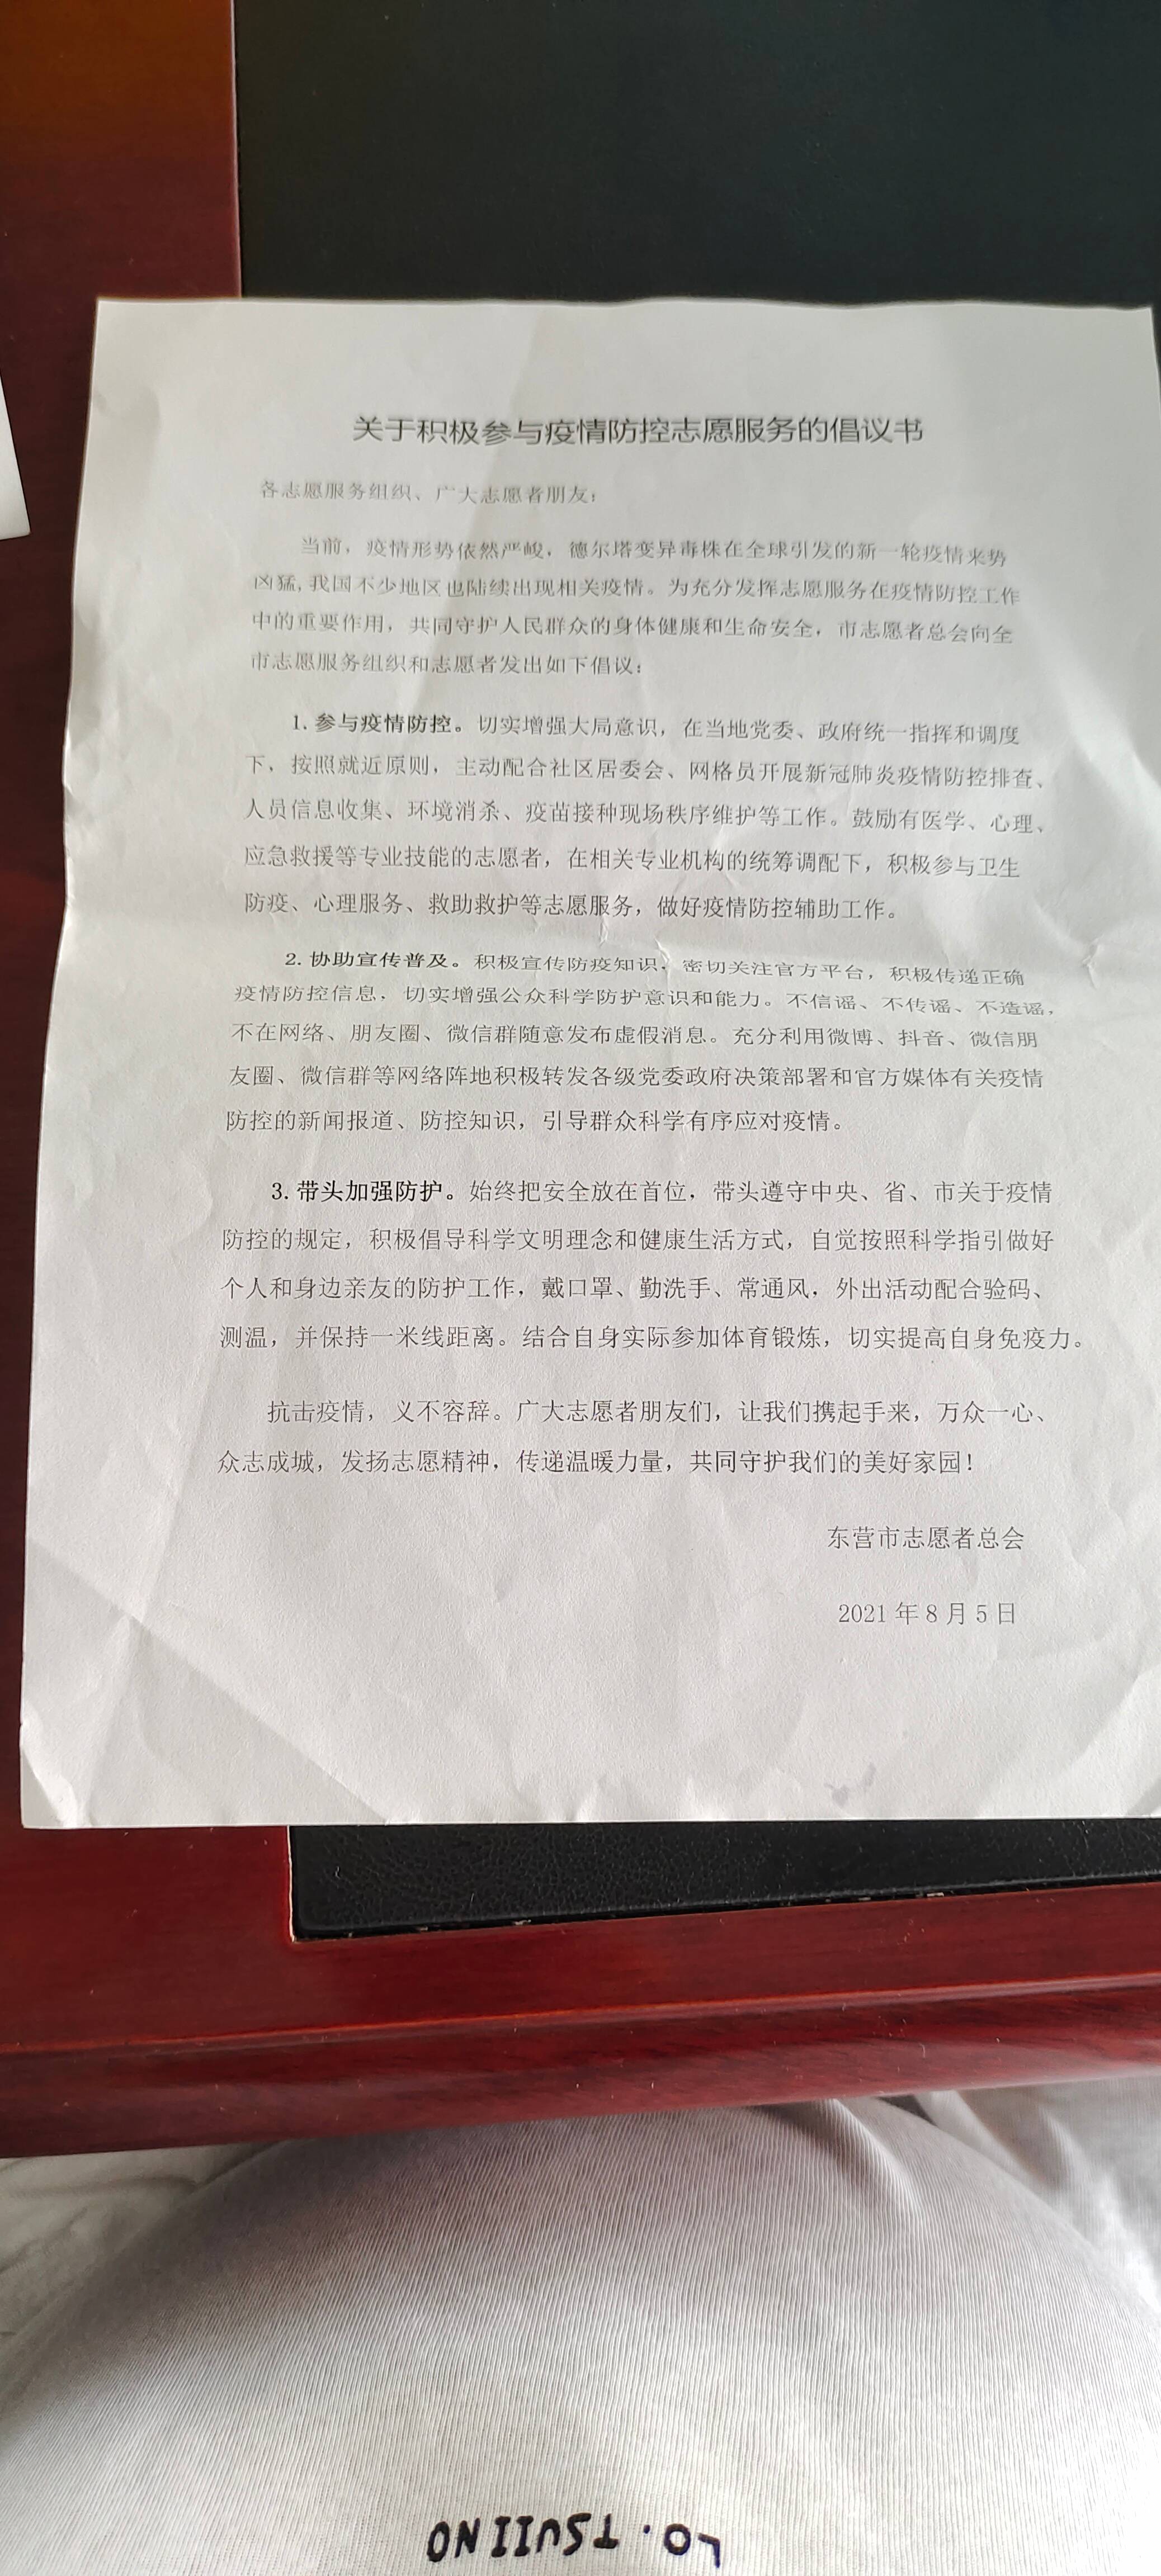 关于积极参与疫情防控志愿服务的倡议书
各志愿服务组织、广大志愿者朋友：
当前，疫情形势依然严峻，德尔塔变异毒株在全球引发的新一轮疫情来势
凶猛,我国不少地区也陆续出现相关疫情。为充分发挥志愿服务在疫情防控工作
中的重要作用，共同守护人民群众的身体健康和生命安全，市志愿者总会向全
市志愿服务组织和志愿者发出如下倡议：
1. 参与疫情防控。切实增强大局意识，在当地党委、政府统一指挥和调度
下，按照就近原则，主动配合社区居委会、网格员开展新冠肺炎疫情防控排查、
人员信息收集、环境消杀、疫苗接种现场秩序维护等工作。鼓励有医学、心理、
应急救援等专业技能的志愿者，在相关专业机构的统筹调配下，积极参与卫生
防疫、心理服务、救助救护等志愿服务，做好疫情防控辅助工作。
2. 协助宣传普及。积极宣传防疫知识，密切关注官方平台，积极传递正确
疫情防控信息，切实增强公众科学防护意识和能力。不信谣、不传谣、不造谣，
不在网络、朋友圈、微信群随意发布虚假消息。充分利用微博、抖音、微信朋
友圈、微信群等网络阵地积极转发各级党委政府决策部署和官方媒体有关疫情
防控的新闻报道、防控知识，引导群众科学有序应对疫情。
3. 带头加强防护。始终把安全放在首位，带头遵守中央、省、市关于疫情
防控的规定，积极倡导科学文明理念和健康生活方式，自觉按照科学指引做好
个人和身边亲友的防护工作，戴口罩、勤洗手、常通风，外出活动配合验码、
测温，并保持一米线距离。结合自身实际参加体育锻炼，切实提高自身免疫力。
抗击疫情，义不容辞。广大志愿者朋友们，让我们携起手来，万众一心、
众志成城，发扬志愿精神，传递温暖力量，共同守护我们的美好家园！
东营市志愿者总会
2021 年 8 月 5 日
LO.TSUIINO